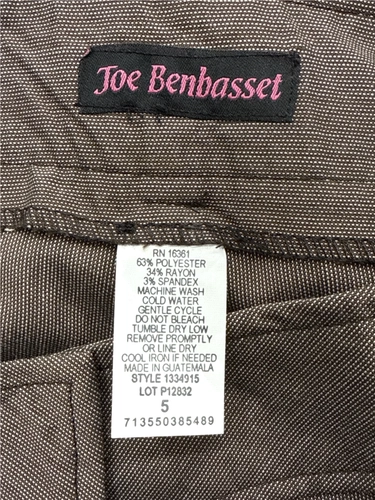 Joe Benbasset
RN 16361
63% POLYESTER
34% RAYON
3% SPANDEX
MACHINE WASH
COLD WATER
GENTLE CYCLE
DO NOT BLEACH
TUMBLE DRY LOW
REMOVE PROMPTLY
OR LINE DRY
COOL IRON IF NEEDED
MADE IN GUATEMALA
STYLE 1334915
LOT P12832
5
713550385489